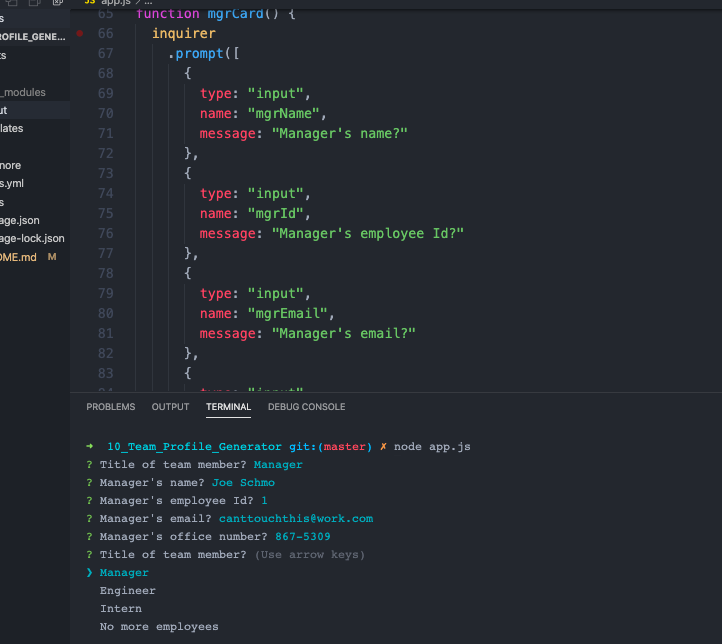 s
JS app.js > ...
ROFILE_GENE...
ts
_modules
ut
lates
nore
s.yml
s
age.json
age-lock.json
OME.md M
65 function mgrCard() {
66 inquirer
67 .prompt([
68 {
69 type: "input",
70 name: "mgrName",
71 message: "Manager's name?"
72 },
73 {
74 type: "input",
75 name: "mgrId",
76 message: "Manager's employee Id?"
77 },
78 {
79 type: "input",
80 name: "mgrEmail",
81 message: "Manager's email?"
82 },
83 {
PROBLEMS OUTPUT TERMINAL DEBUG CONSOLE
➜ 10_Team_Profile_Generator git:(master) ✗ node app.js
? Title of team member? Manager
? Manager's name? Joe Schmo
? Manager's employee Id? 1
? Manager's email? canttouchthis@work.com
? Manager's office number? 867-5309
? Title of team member? (Use arrow keys)
❯ Manager
Engineer
Intern
No more employees